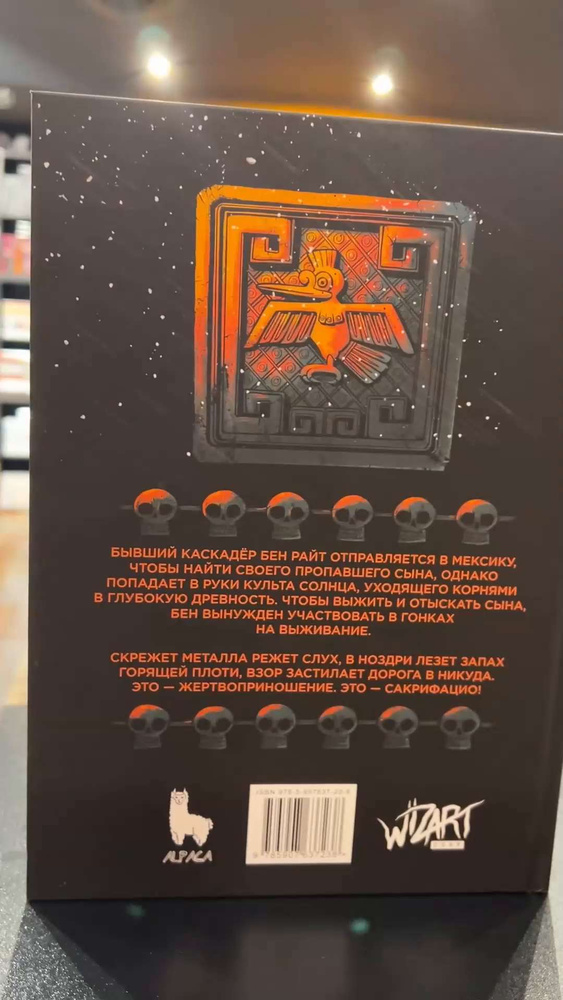 БЫВШИЙ КАСКАДЁР БЕН РАЙТ ОТПРАВЛЯЕТСЯ В МЕКСИКУ,
ЧТОБЫ НАЙТИ СВОЕГО ПРОПАВШЕГО СЫНА, ОДНАКО
ПОПАДАЕТ В РУКИ КУЛЬТА СОЛНЦА, УХОДЯЩЕГО КОРНЯМИ
В ГЛУБОКУЮ ДРЕВНОСТЬ. ЧТОБЫ ВЫЖИТЬ И ОТЫСКАТЬ СЫНА,
БЕН ВЫНУЖДЕН УЧАСТВОВАТЬ В ГОНКАХ
НА ВЫЖИВАНИЕ.
СКРЕЖЕТ МЕТАЛЛА РЕЖЕТ СЛУХ, В НОЗДРИ ЛЕЗЕТ ЗАПАХ
ГОРЯЩЕЙ ПЛОТИ, ВЗОР ЗАСТИЛАЕТ ДОРОГА В НИКУДА.
ЭТО — ЖЕРТВОПРИНОШЕНИЕ. ЭТО — САКРИФАЦИО!
ISBN
ALPACA
WIZART